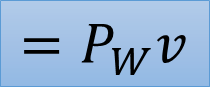 = P_W v